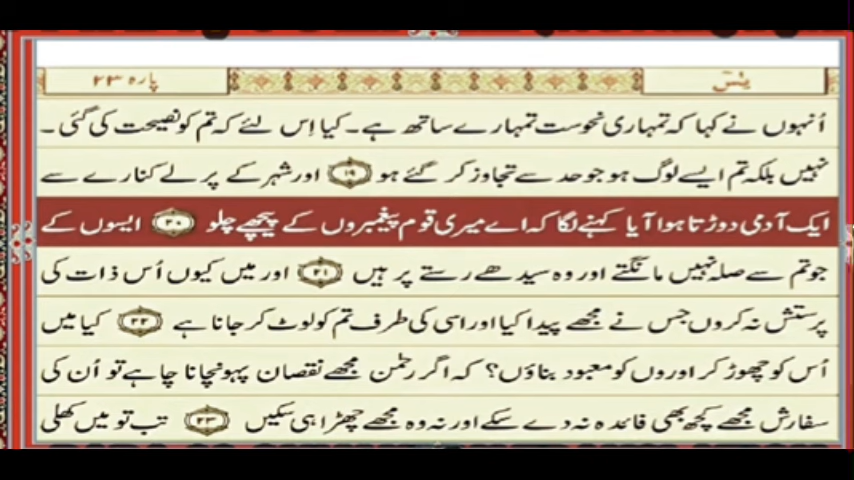 یٰسٓ
پارہ ۲۳
اُنہوں نے کہا کہ تمہاری نحوست تمہارے ساتھ ہے۔ کیا اِس لئے کہ تم کو نصیحت کی گئی۔
نہیں بلکہ تم ایسے لوگ ہو جو حد سے تجاوز کر گئے ہو ۱۹ اور شہر کے پرلے کنارے سے
ایک آدمی دوڑتا ہوا آیا کہنے لگا کہ اے میری قوم پیغمبروں کے پیچھے چلو ۲۰ ایسوں کے
جو تم سے صلہ نہیں مانگتے اور وہ سیدھے رستے پر ہیں ۲۱ اور میں کیوں اُس ذات کی
پرستش نہ کروں جس نے مجھے پیدا کیا اور اسی کی طرف تم کو لوٹ کر جانا ہے ۲۲ کیا میں
اُس کو چھوڑ کر اوروں کو معبود بناؤں؟ کہ اگر رحمٰن مجھے نقصان پہونچانا چاہے تو اُن کی
سفارش مجھے کچھ بھی فائدہ نہ دے سکے اور نہ وہ مجھے چھڑا ہی سکیں ۲۳ تب تو میں کھلی